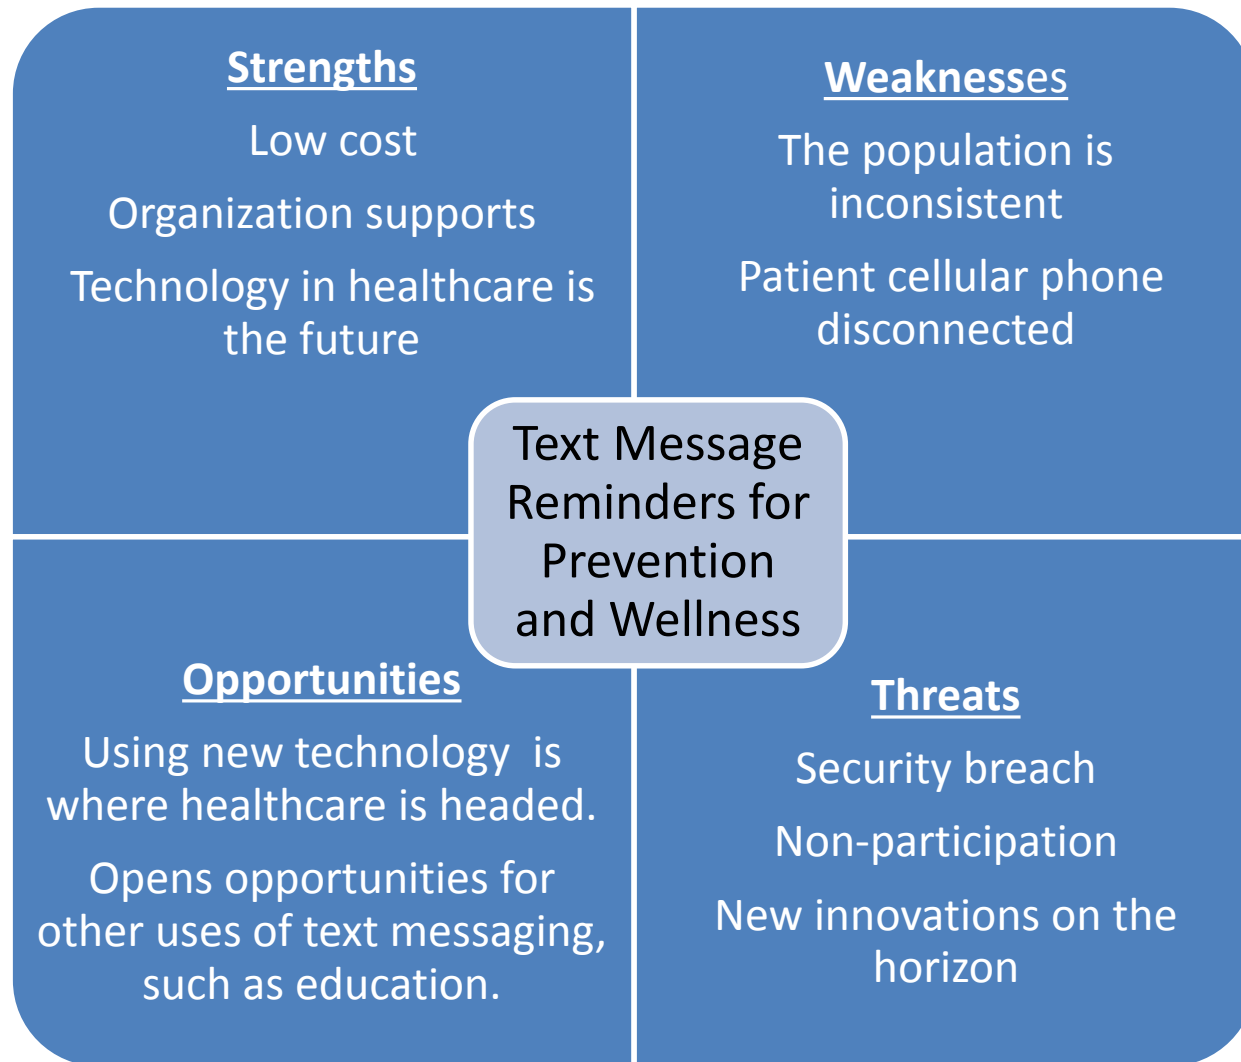 Strengths
Low cost
Organization supports
Technology in healthcare is
the future
Weaknesses
The population is
inconsistent
Patient cellular phone
disconnected
Text Message
Reminders for
Prevention
and Wellness
Opportunities
Using new technology  is
where healthcare is headed.
Opens opportunities for
other uses of text messaging,
such as education.
Threats
Security breach
Non-participation
New innovations on the
horizon